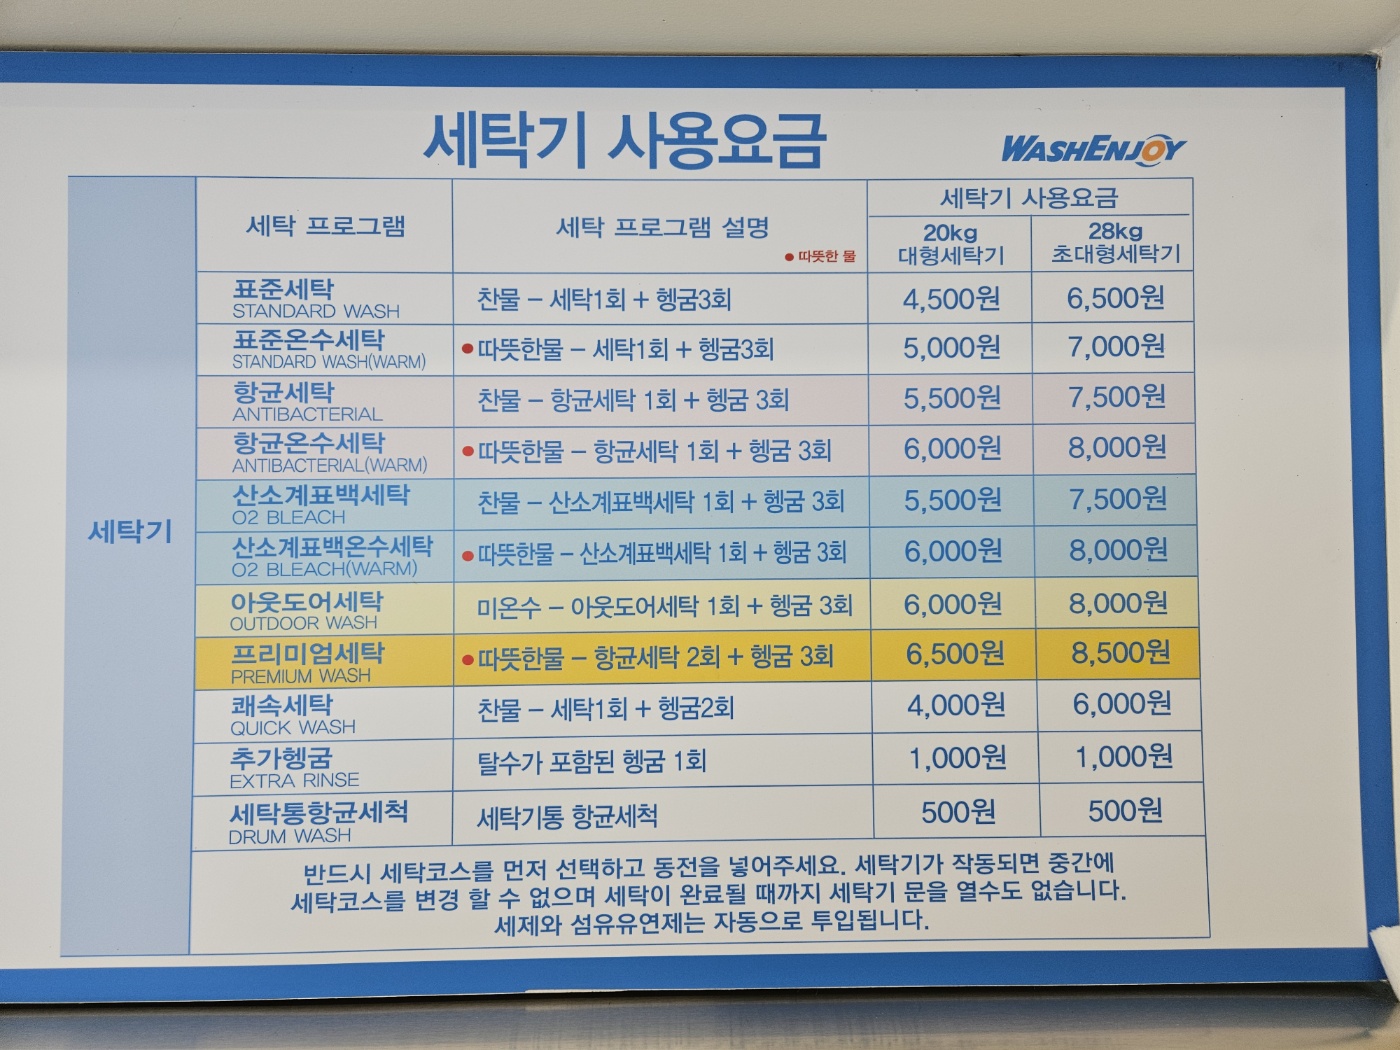 세탁기 사용요금
WASHENJOY
세탁 프로그램
세탁 프로그램 설명
● 따뜻한 물
세탁기 사용요금
20kg
대형세탁기
28kg
초대형세탁기
세탁기
표준세탁
STANDARD WASH
찬물 – 세탁1회 + 헹굼3회
4,500원
6,500원
표준온수세탁
STANDARD WASH(WARM)
●따뜻한물 – 세탁1회 + 헹굼3회
5,000원
7,000원
항균세탁
ANTIBACTERIAL
찬물 – 항균세탁 1회 + 헹굼 3회
5,500원
7,500원
항균온수세탁
ANTIBACTERIAL(WARM)
●따뜻한물 – 항균세탁 1회 + 헹굼 3회
6,000원
8,000원
산소계표백세탁
O2 BLEACH
찬물 – 산소계표백세탁 1회 + 헹굼 3회
5,500원
7,500원
산소계표백온수세탁
O2 BLEACH(WARM)
●따뜻한물 – 산소계표백세탁 1회 + 헹굼 3회
6,000원
8,000원
아웃도어세탁
OUTDOOR WASH
미온수 – 아웃도어세탁 1회 + 헹굼 3회
6,000원
8,000원
프리미엄세탁
PREMIUM WASH
●따뜻한물 – 항균세탁 2회 + 헹굼 3회
6,500원
8,500원
쾌속세탁
QUICK WASH
찬물 – 세탁1회 + 헹굼2회
4,000원
6,000원
추가헹굼
EXTRA RINSE
탈수가 포함된 헹굼 1회
1,000원
1,000원
세탁통항균세척
DRUM WASH
세탁기통 항균세척
500원
500원
반드시 세탁코스를 먼저 선택하고 동전을 넣어주세요. 세탁기가 작동되면 중간에
세탁코스를 변경 할 수 없으며 세탁이 완료될 때까지 세탁기 문을 열수도 없습니다.
세제와 섬유유연제는 자동으로 투입됩니다.